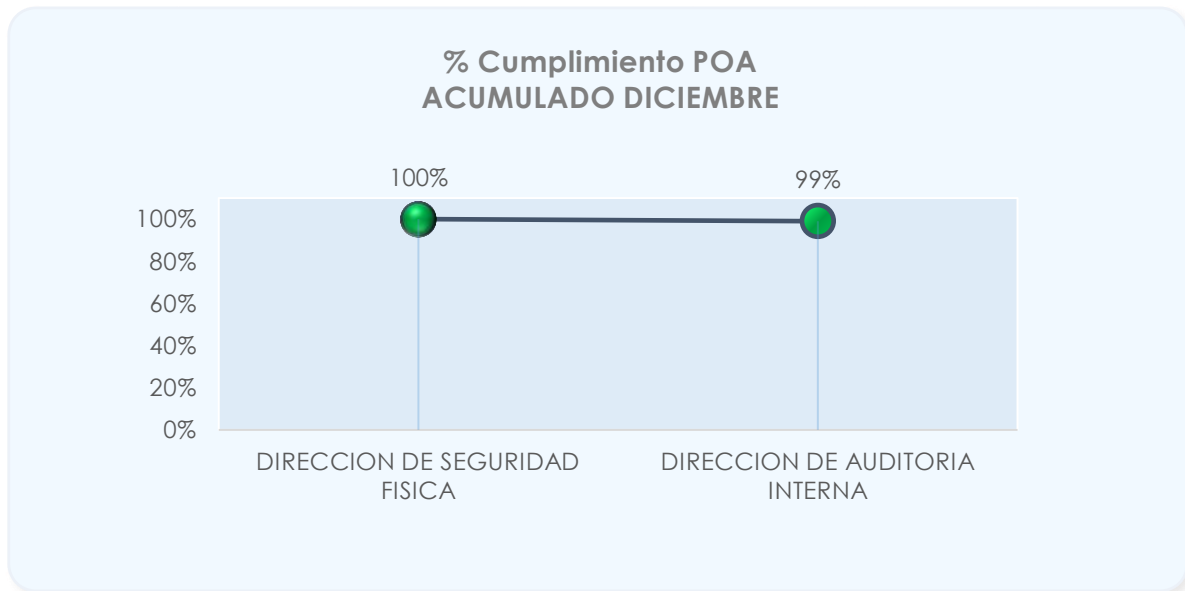 % Cumplimiento POA
ACUMULADO DICIEMBRE
100%
99%
100%
80%
60%
40%
20%
0%
DIRECCION DE SEGURIDAD
FISICA
DIRECCION DE AUDITORIA
INTERNA